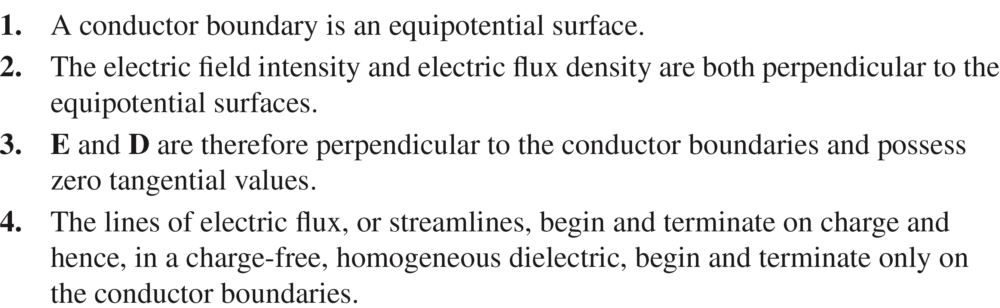 1. A conductor boundary is an equipotential surface.
2. The electric field intensity and electric flux density are both perpendicular to the
equipotential surfaces.
3. E and D are therefore perpendicular to the conductor boundaries and possess
zero tangential values.
4. The lines of electric flux, or streamlines, begin and terminate on charge and
hence, in a charge-free, homogeneous dielectric, begin and terminate only on
the conductor boundaries.